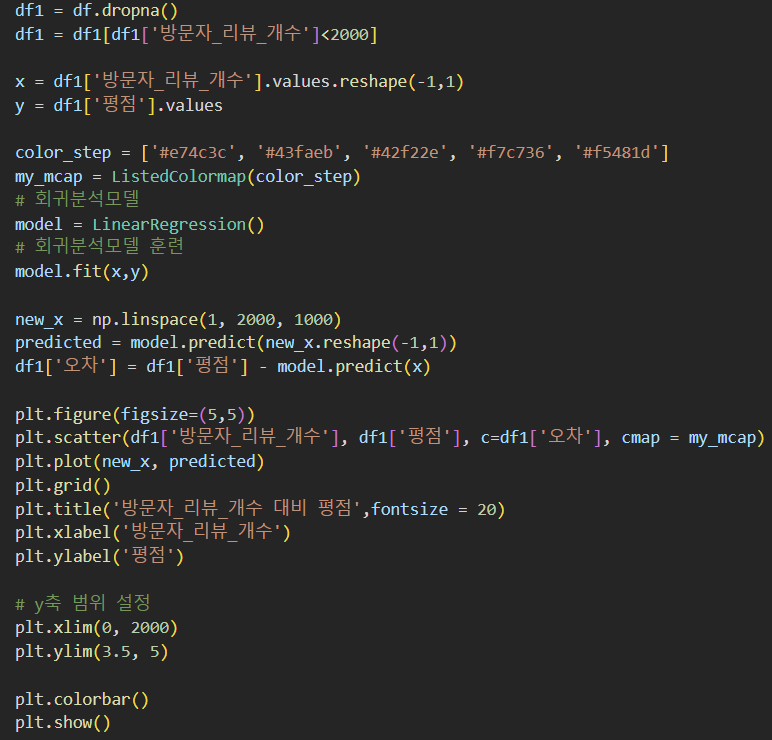 df1 = df.dropna()
df1 = df1[df1['방문자_리뷰_개수']<2000]
x = df1['방문자_리뷰_개수'].values.reshape(-1,1)
y = df1['평점'].values
color_step = ['#e74c3c', '#43faeb', '#42f22e', '#f7c736', '#f5481d']
my_mcap = ListedColormap(color_step)
# 회귀분석모델
model = LinearRegression()
# 회귀분석모델 훈련
model.fit(x,y)
new_x = np.linspace(1, 2000, 1000)
predicted = model.predict(new_x.reshape(-1,1))
df1['오차'] = df1['평점'] - model.predict(x)
plt.figure(figsize=(5,5))
plt.scatter(df1['방문자_리뷰_개수'], df1['평점'], c=df1['오차'], cmap = my_mcap)
plt.plot(new_x, predicted)
plt.grid()
plt.title('방문자_리뷰_개수 대비 평점',fontsize = 20)
plt.xlabel('방문자_리뷰_개수')
plt.ylabel('평점')
# y축 범위 설정
plt.xlim(0, 2000)
plt.ylim(3.5, 5)
plt.colorbar()
plt.show()